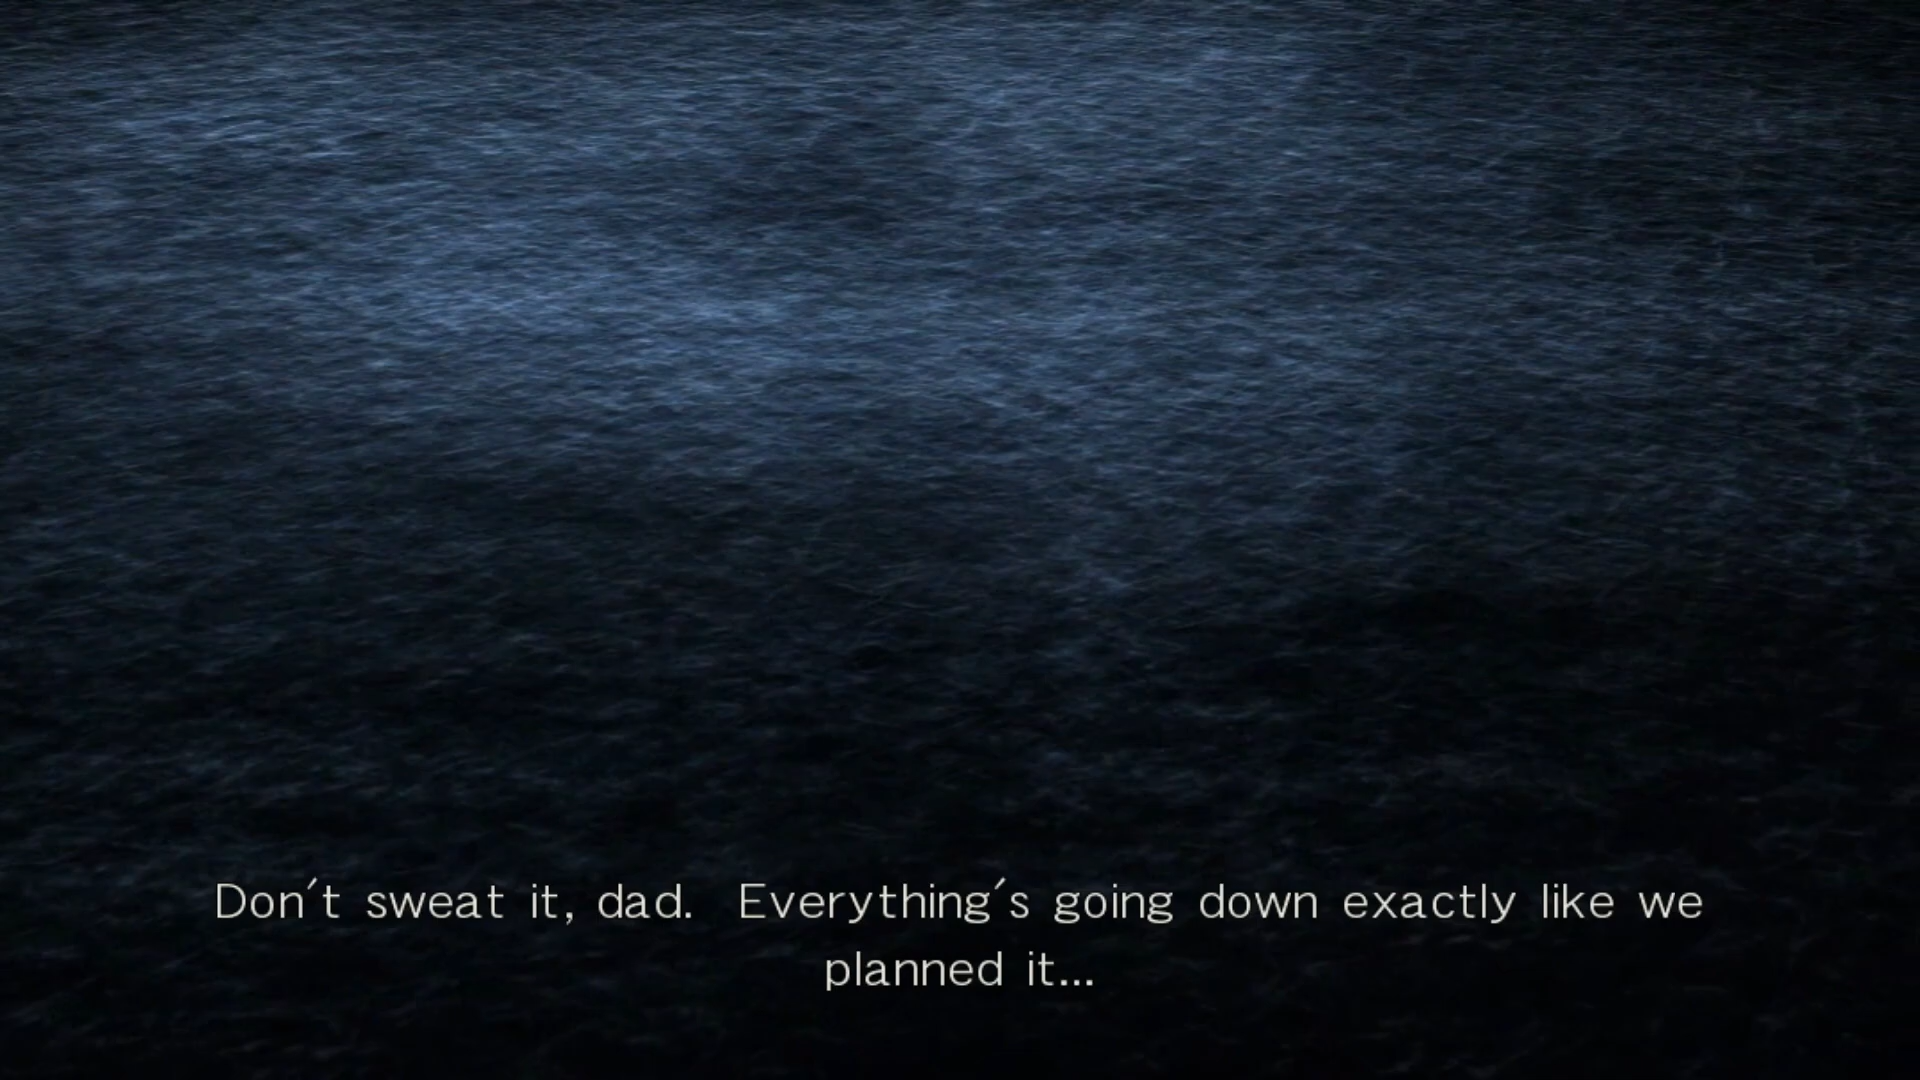 Don't sweat it, dad.  Everything's going down exactly like we
planned it...